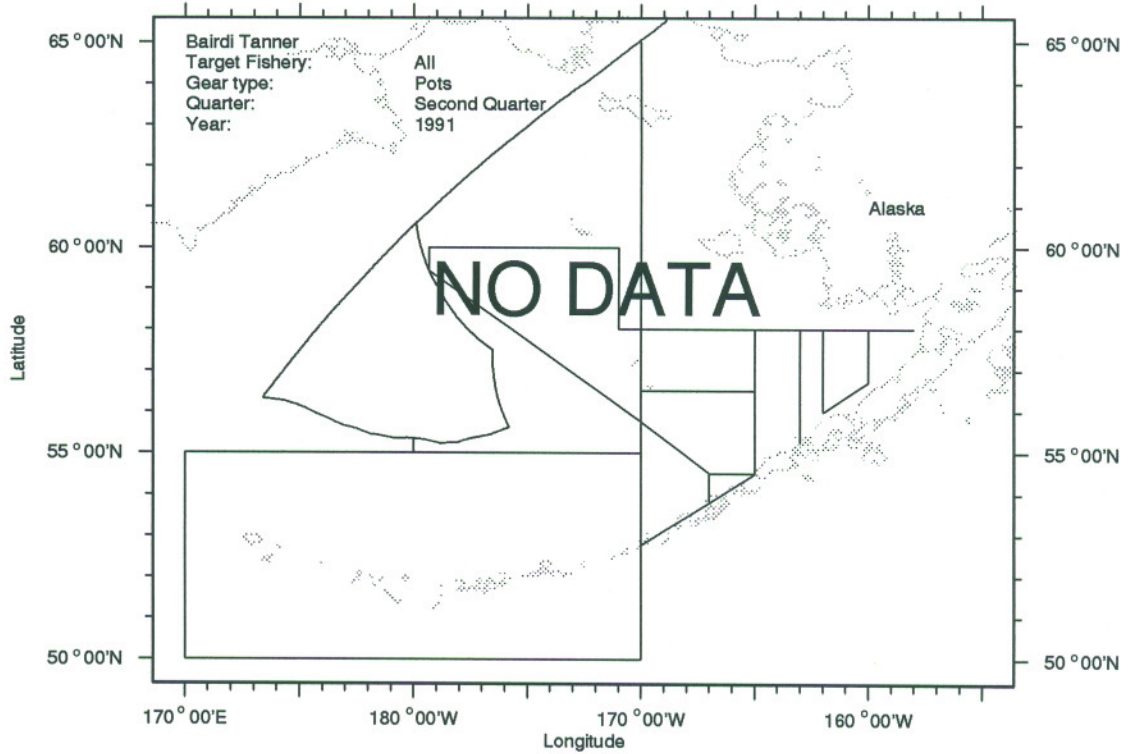 65 °00'N
65 °00'N
Bairdi Tanner
Target Fishery: All
Gear type: Pots
Quarter: Second Quarter
Year: 1991
Alaska
60 °00'N
60 °00'N
NO DATA
Latitude
55 °00'N
55 °00'N
50 °00'N
50 °00'N
170 °00'E
180 °00'W
170 °00'W
160 °00'W
Longitude